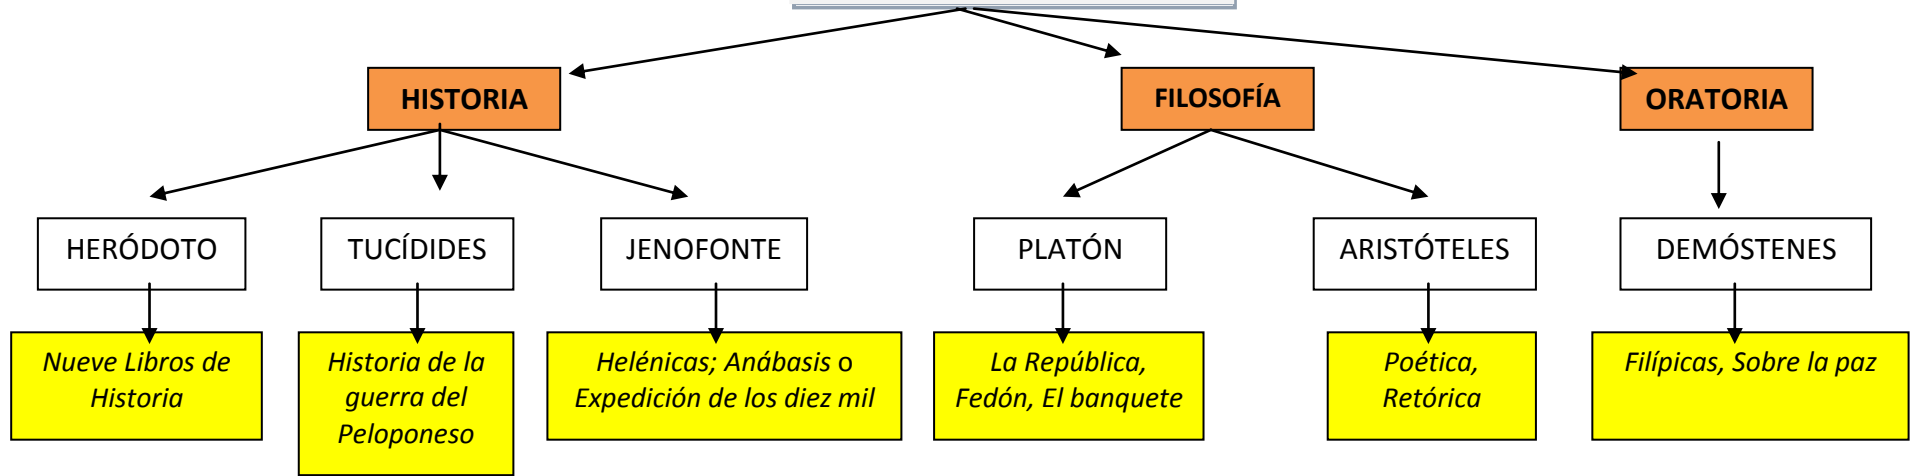 HISTORIA
FILOSOFÍA
ORATORIA
HERÓDOTO
TUCÍDIDES
JENOFONTE
PLATÓN
ARISTÓTELES
DEMÓSTENES
Nueve Libros de
Historia
Historia de la
guerra del
Peloponeso
Helénicas; Anábasis o
Expedición de los diez mil
La República,
Fedón, El banquete
Poética,
Retórica
Filípicas, Sobre la paz